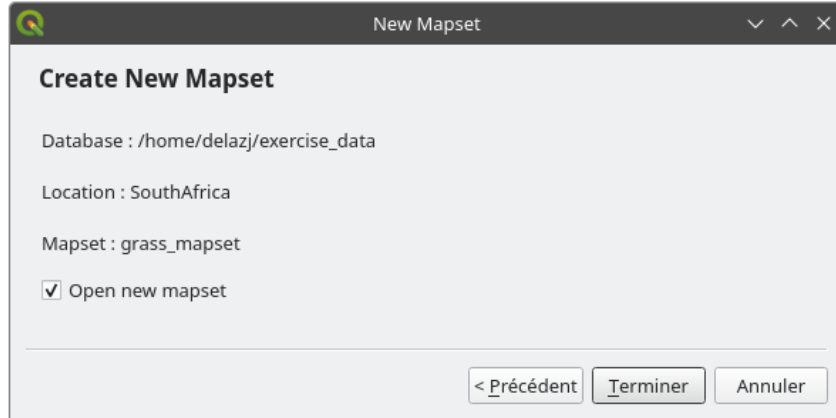 New Mapset
Create New Mapset
Database : /home/delazj/exercise_data
Location : SouthAfrica
Mapset : grass_mapset
Open new mapset
< Précédent Terminer Annuler